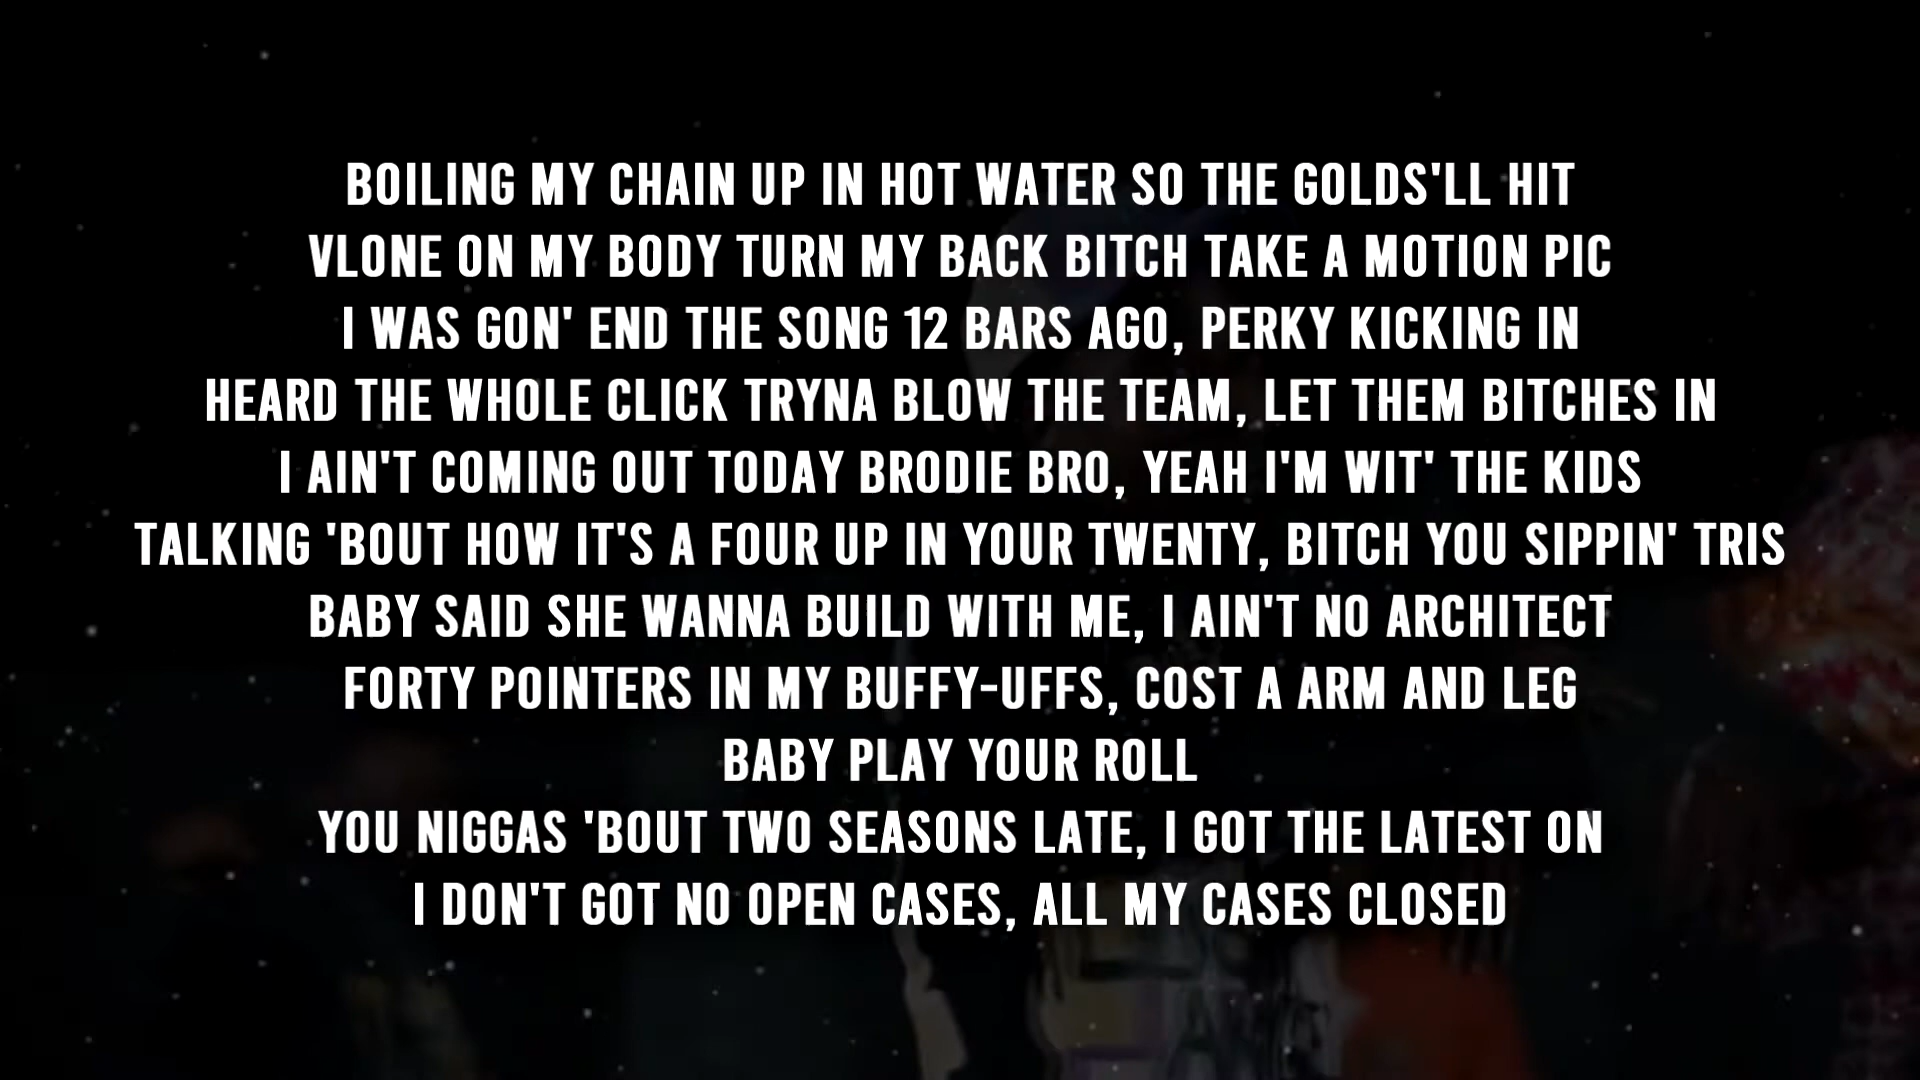 BOILING MY CHAIN UP IN HOT WATER SO THE GOLDS'LL HIT
VLONE ON MY BODY TURN MY BACK BITCH TAKE A MOTION PIC
I WAS GON' END THE SONG 12 BARS AGO, PERKY KICKING IN
HEARD THE WHOLE CLICK TRYNA BLOW THE TEAM, LET THEM BITCHES IN
I AIN'T COMING OUT TODAY BRODIE BRO, YEAH I'M WIT' THE KIDS
TALKING 'BOUT HOW IT'S A FOUR UP IN YOUR TWENTY, BITCH YOU SIPPIN' TRIS
BABY SAID SHE WANNA BUILD WITH ME, I AIN'T NO ARCHITECT
FORTY POINTERS IN MY BUFFY-UFFS, COST A ARM AND LEG
BABY PLAY YOUR ROLL
YOU NIGGAS 'BOUT TWO SEASONS LATE, I GOT THE LATEST ON
I DON'T GOT NO OPEN CASES, ALL MY CASES CLOSED